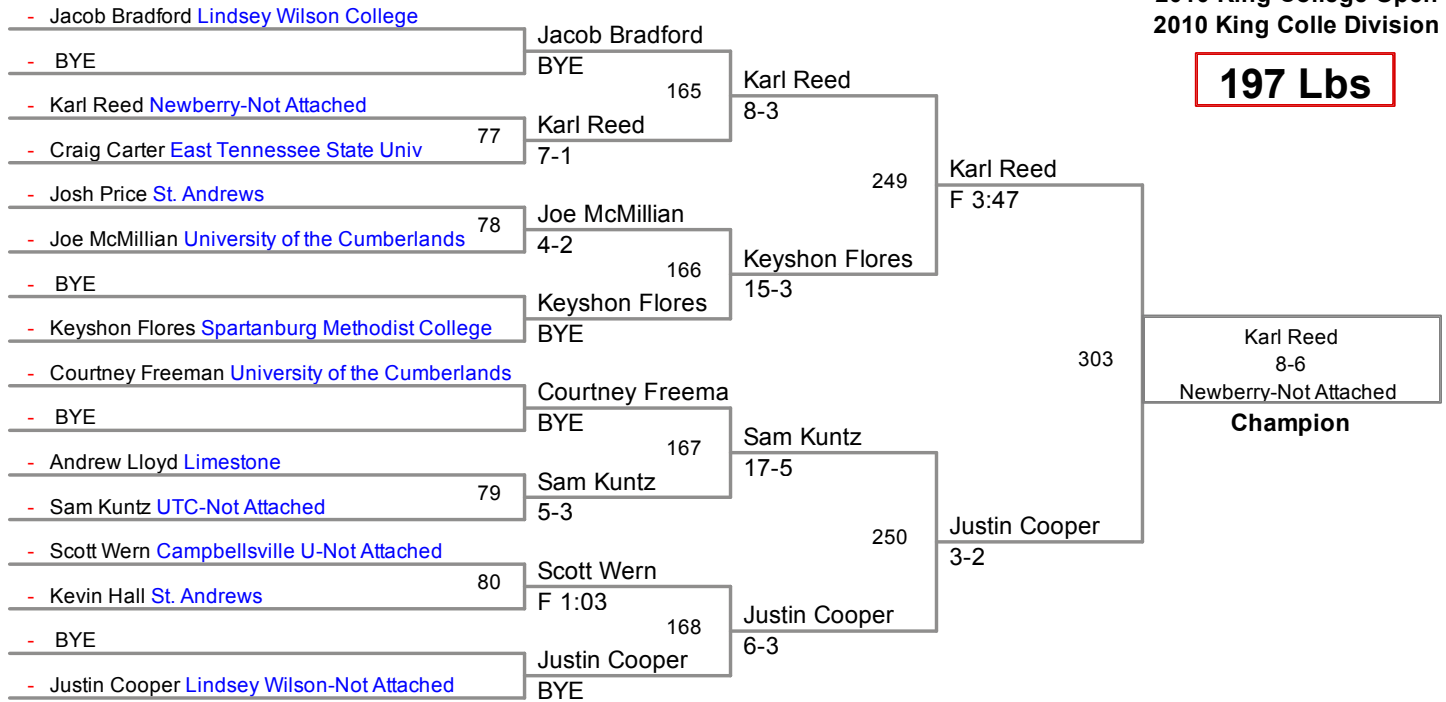 2010 King College Open
2010 King Colle Division
197 Lbs
- Jacob Bradford Lindsey Wilson College
- BYE
- Karl Reed Newberry-Not Attached
- Craig Carter East Tennessee State Univ
- Josh Price St. Andrews
- Joe McMillian University of the Cumberlands
- BYE
- Keyshon Flores Spartanburg Methodist College
- Courtney Freeman University of the Cumberlands
- BYE
- Andrew Lloyd Limestone
- Sam Kuntz UTC-Not Attached
- Scott Wern Campbellsville U-Not Attached
- Kevin Hall St. Andrews
- BYE
- Justin Cooper Lindsey Wilson-Not Attached
77
78
79
80
Jacob Bradford
BYE
Karl Reed
7-1
Joe McMillian
4-2
Keyshon Flores
BYE
Courtney Freema
BYE
Sam Kuntz
5-3
Scott Wern
F 1:03
Justin Cooper
BYE
165
166
167
168
Karl Reed
8-3
Keyshon Flores
15-3
Sam Kuntz
17-5
Justin Cooper
6-3
249
250
Karl Reed
F 3:47
Justin Cooper
3-2
303
Karl Reed
8-6
Newberry-Not Attached
Champion